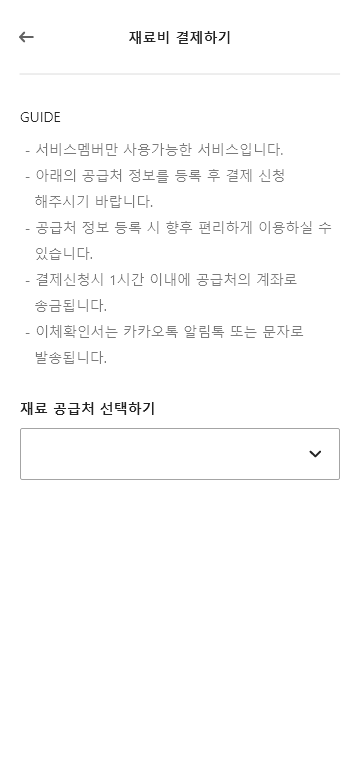 재료비 결제하기
GUIDE
- 서비스멤버만 사용가능한 서비스입니다.
- 아래의 공급처 정보를 등록 후 결제 신청
해주시기 바랍니다.
- 공급처 정보 등록 시 향후 편리하게 이용하실 수
있습니다.
- 결제신청시 1시간 이내에 공급처의 계좌로
송금됩니다.
- 이체확인서는 카카오톡 알림톡 또는 문자로
발송됩니다.
재료 공급처 선택하기